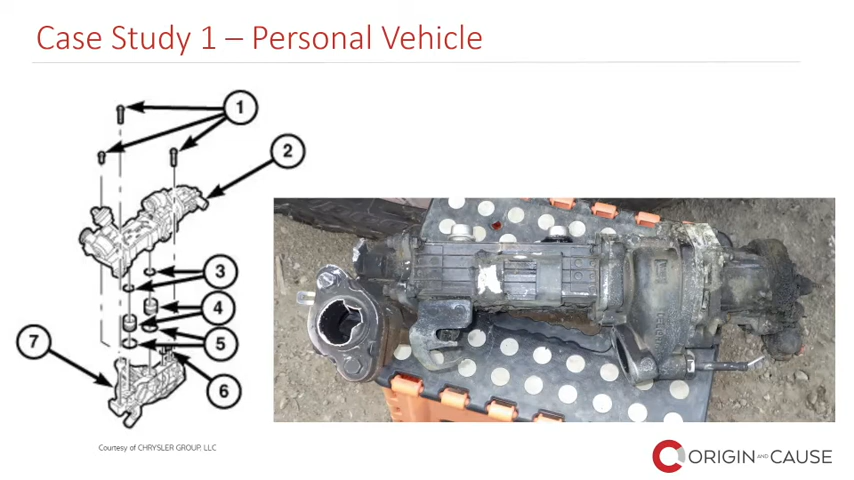 Case Study 1 – Personal Vehicle
1
2
3
4
5
6
7
Courtesy of CHRYSLER GROUP, LLC
ORIGIN AND CAUSE